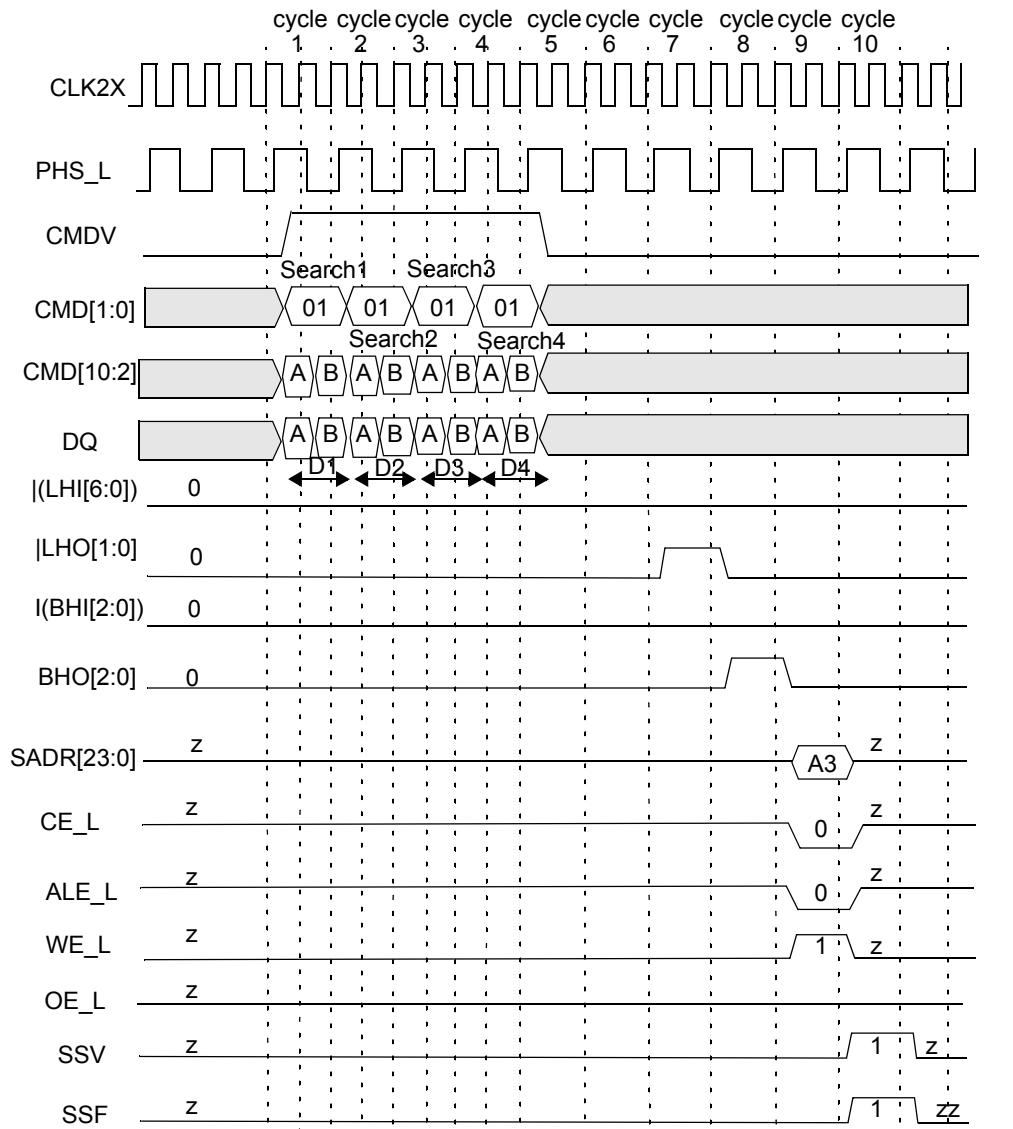 cycle cycle cycle cycle cycle cycle cycle cycle cycle cycle
1 2 3 4 5 6 7 8 9 10
CLK2X
PHS_L
CMDV
Search1 Search3
CMD[1:0] 01 01 01 01
Search2 Search4
CMD[10:2] A B A B A B A B
DQ A B A B A B A B
D1 D2 D3 D4
|(LHI[6:0]) 0
|LHO[1:0] 0
I(BHI[2:0]) 0
BHO[2:0] 0
SADR[23:0] z A3 z
CE_L z 0 z
ALE_L z 0 z
WE_L z 1 z
OE_L z
SSV z 1 z
SSF z 1 zz